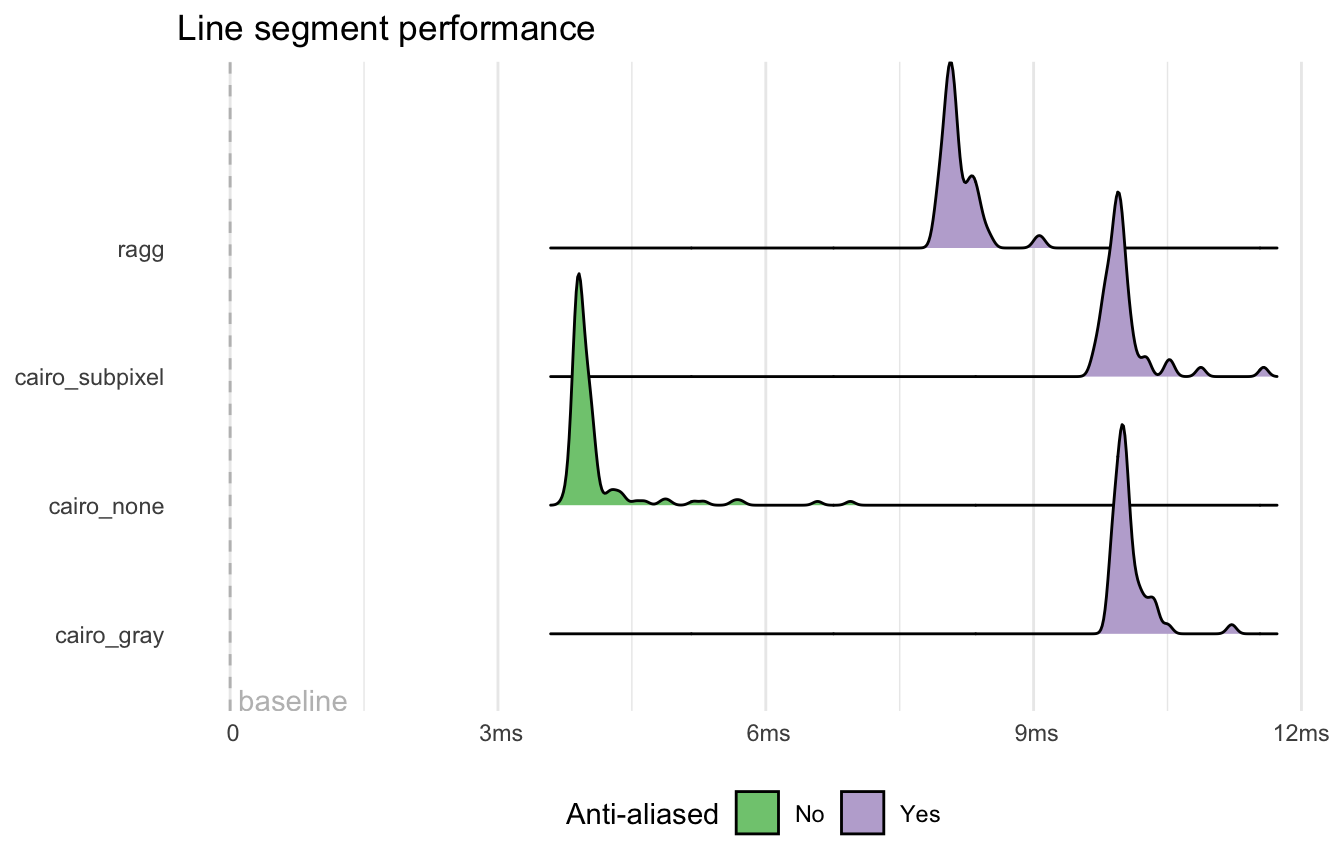 Line segment performance
ragg
cairo_subpixel
cairo_none
cairo_gray
baseline
0 3ms 6ms 9ms 12ms
Anti-aliased No Yes